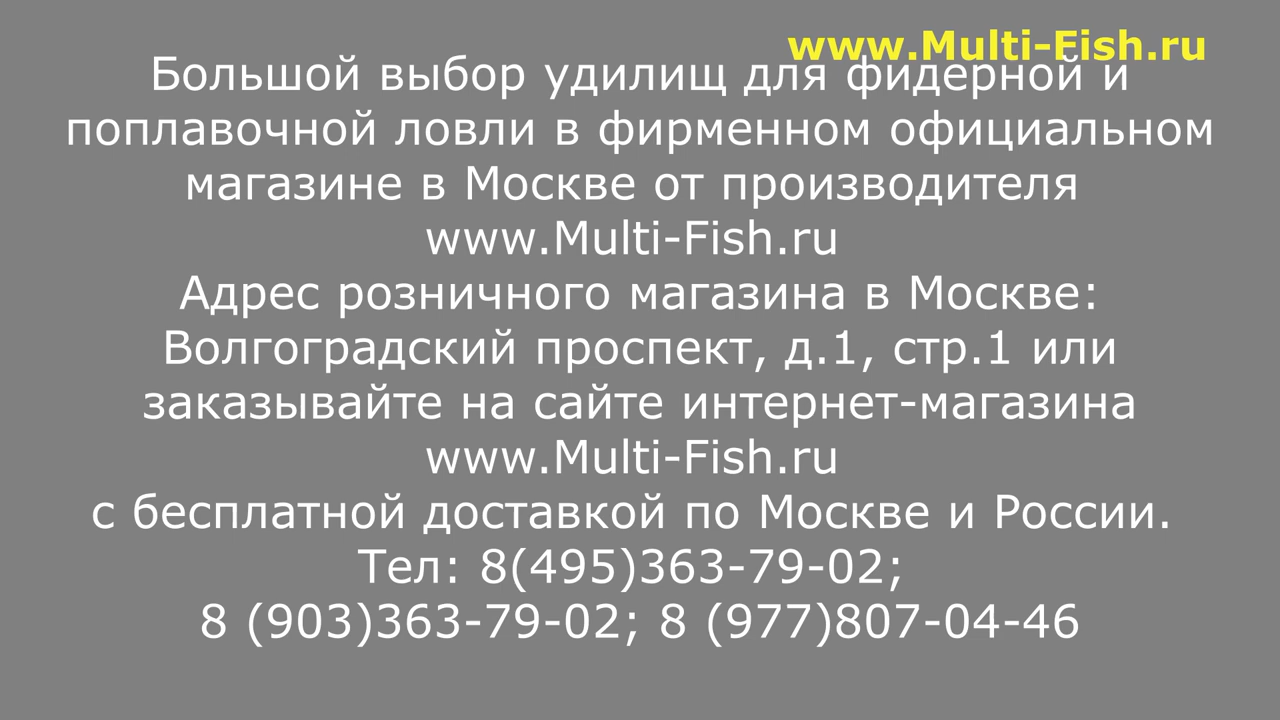 www.Multi-Fish.ru
Большой выбор удилищ для фидерной и
поплавочной ловли в фирменном официальном
магазине в Москве от производителя
www.Multi-Fish.ru
Адрес розничного магазина в Москве:
Волгоградский проспект, д.1, стр.1 или
заказывайте на сайте интернет-магазина
www.Multi-Fish.ru
с бесплатной доставкой по Москве и России.
Тел: 8(495)363-79-02;
8 (903)363-79-02; 8 (977)807-04-46